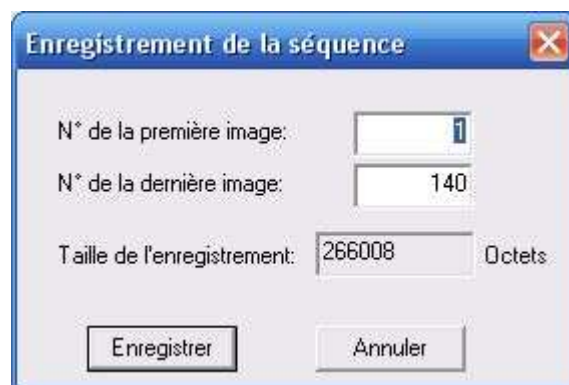 Enregistrement de la séquence
N° de la première image: 1
N° de la dernière image: 140
Taille de l'enregistrement: 266008 Octets
Enregistrer Annuler